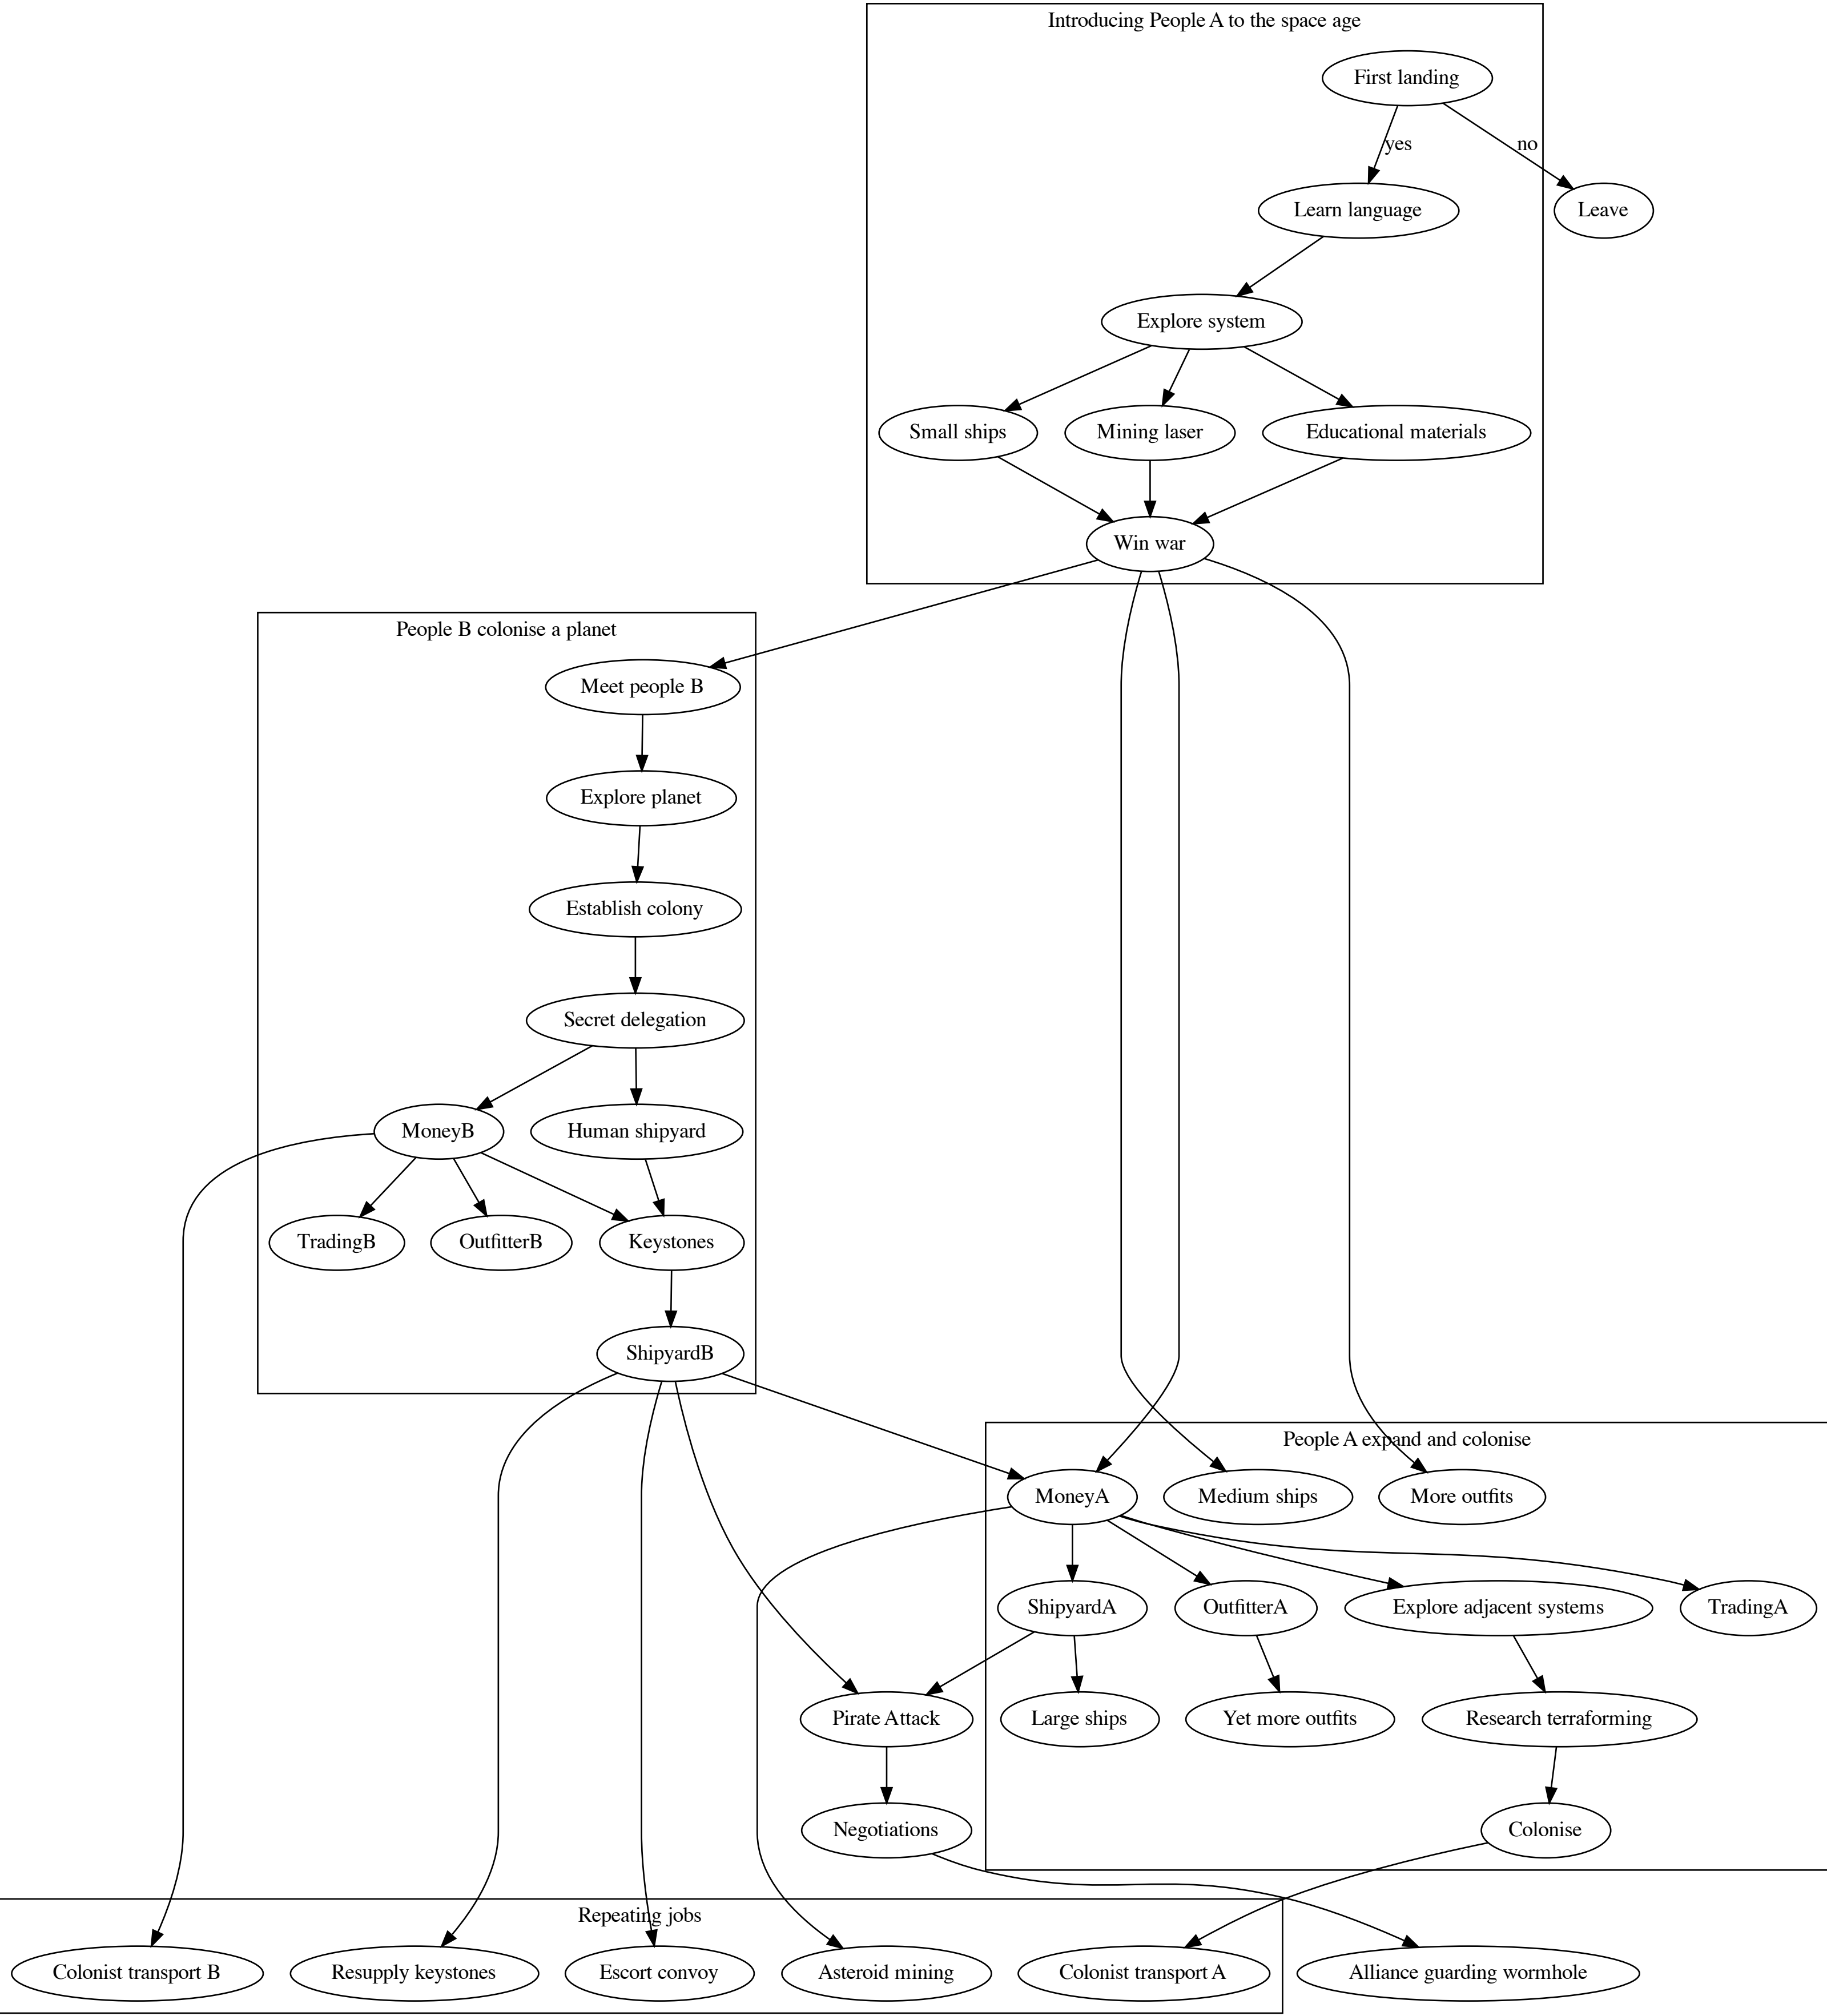 Introducing People A to the space age
First landing
yes
no
Learn language
Leave
Explore system
Small ships
Mining laser
Educational materials
Win war
People B colonise a planet
Meet people B
Explore planet
Establish colony
Secret delegation
MoneyB
Human shipyard
TradingB
OutfitterB
Keystones
ShipyardB
People A expand and colonise
MoneyA
Medium ships
More outfits
ShipyardA
OutfitterA
Explore adjacent systems
TradingA
Pirate Attack
Large ships
Yet more outfits
Research terraforming
Negotiations
Colonise
Repeating jobs
Colonist transport B
Resupply keystones
Escort convoy
Asteroid mining
Colonist transport A
Alliance guarding wormhole